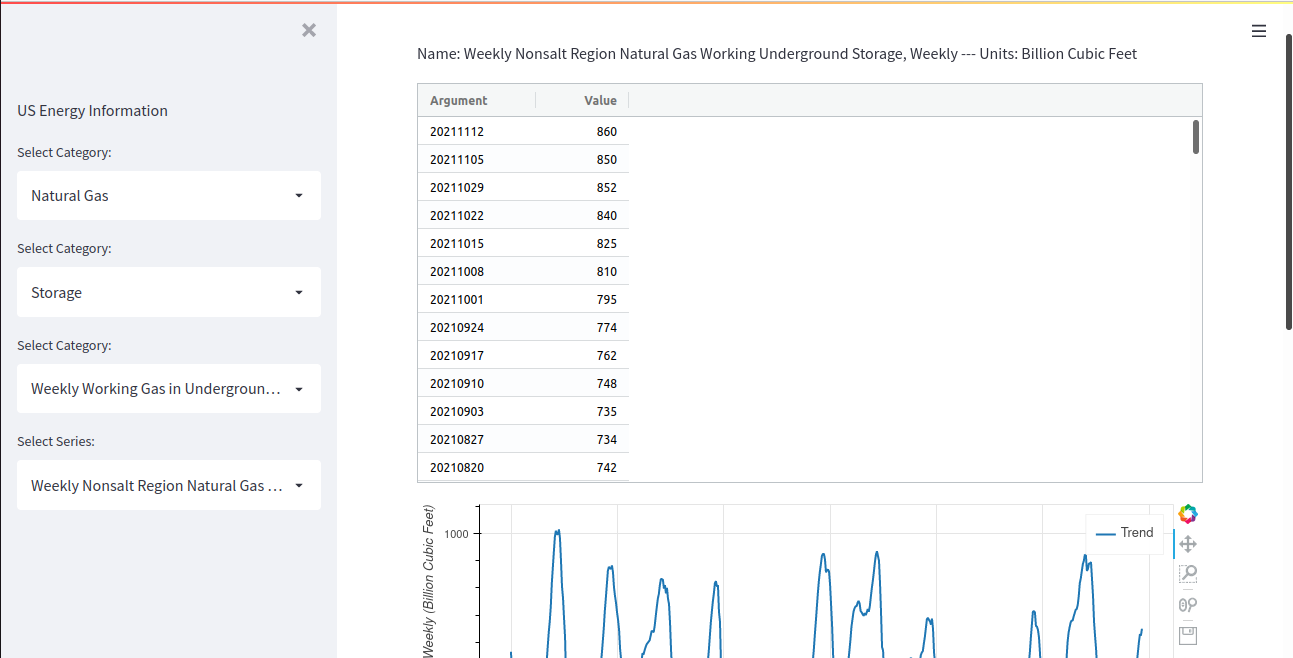 US Energy Information
Select Category:
Natural Gas
Select Category:
Storage
Select Category:
Weekly Working Gas in Undergroun...
Select Series:
Weekly Nonsalt Region Natural Gas ...
Name: Weekly Nonsalt Region Natural Gas Working Underground Storage, Weekly --- Units: Billion Cubic Feet
Argument Value
20211112 860
20211105 850
20211029 852
20211022 840
20211015 825
20211008 810
20211001 795
20210924 774
20210917 762
20210910 748
20210903 735
20210827 734
20210820 742
Weekly (Billion Cubic Feet)
1000
Trend